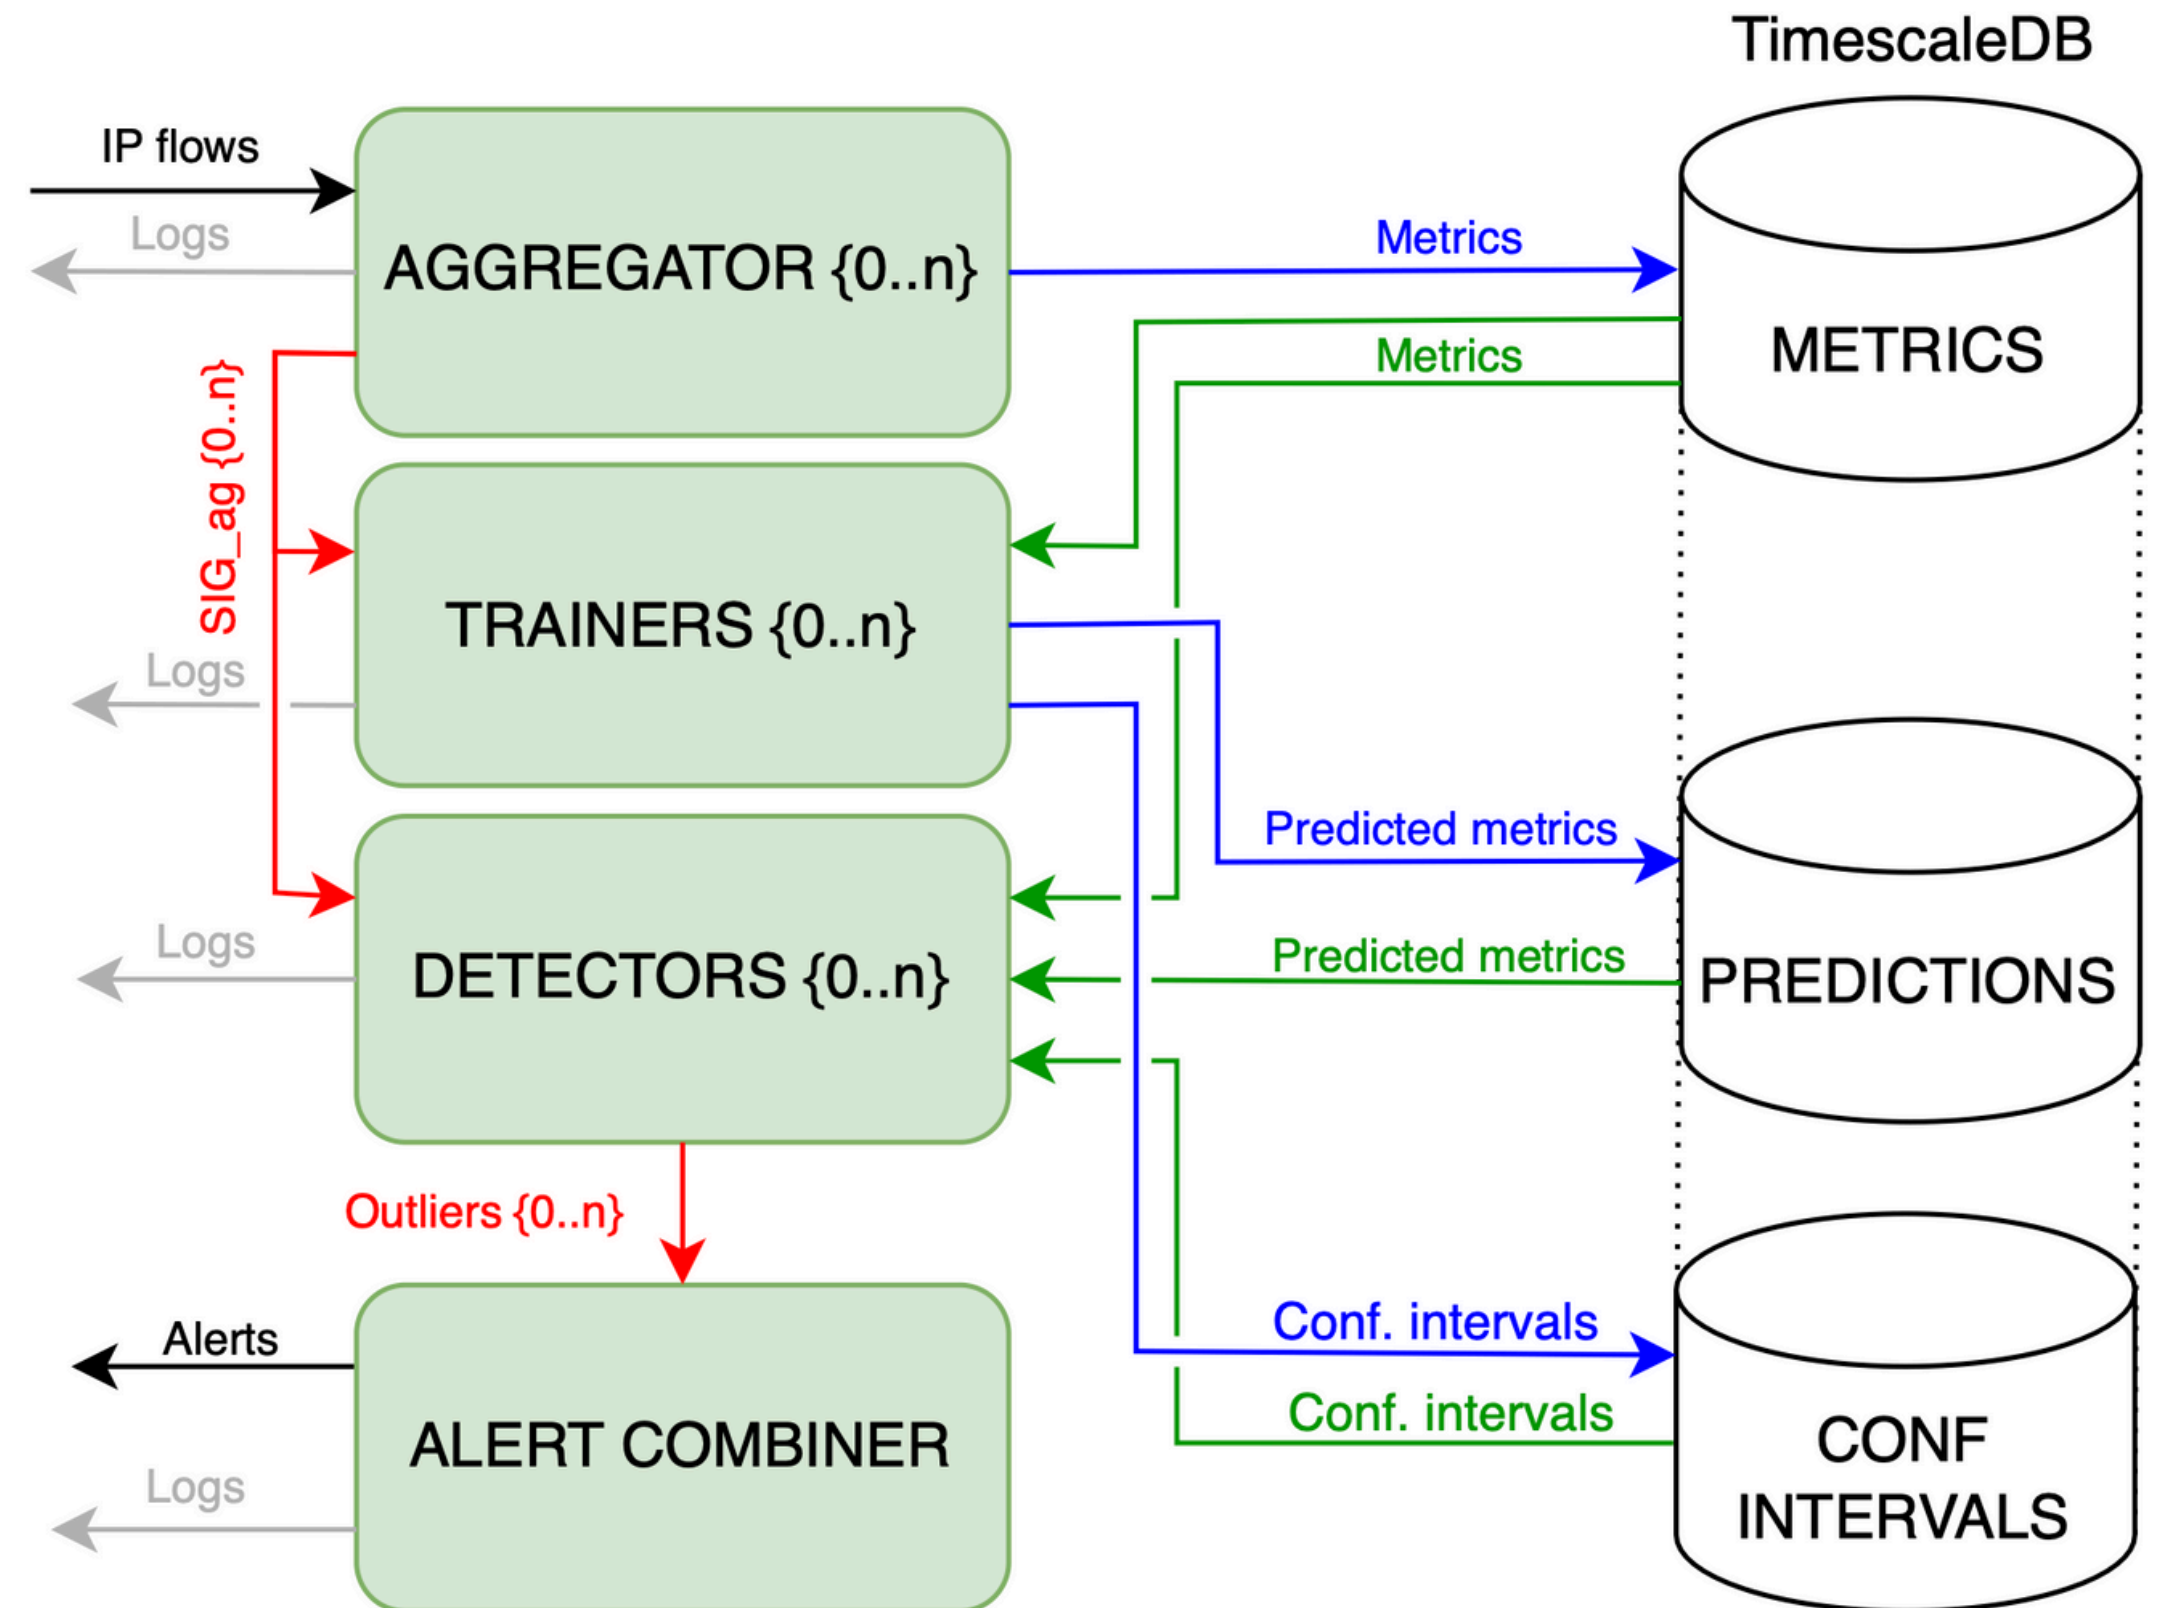 TimescaleDB
IP flows
Logs
AGGREGATOR {0..n}
Metrics
Metrics
METRICS
SIG_ag {0..n}
TRAINERS {0..n}
Logs
Predicted metrics
Logs
DETECTORS {0..n}
Predicted metrics
PREDICTIONS
Outliers {0..n}
Alerts
Conf. intervals
ALERT COMBINER
Conf. intervals
CONF
INTERVALS
Logs